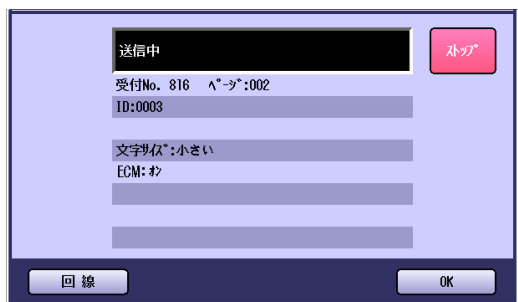 送信中
ｽﾄｯﾌﾟ
受付No. 816 ﾍﾟｰｼﾞ:002
ID:0003
文字ｻｲｽﾞ:小さい
ECM:ｵﾝ
回線
OK